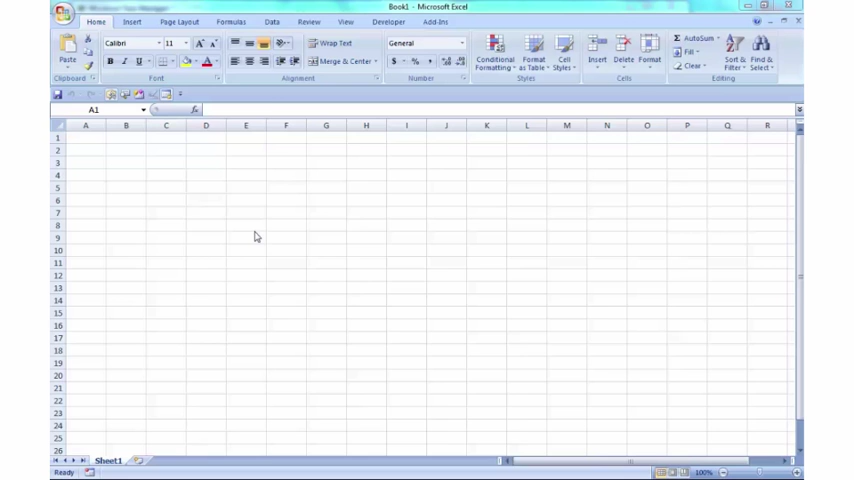 Book1 - Microsoft Excel
Home Insert Page Layout Formulas Data Review View Developer Add-Ins
Calibri 11 Wrap Text General AutoSum
Paste Conditional Formatting Format as Table Cell Styles Insert Delete Format Fill Sort & Filter Find & Select
B I U A Merge & Center $ % , Clear
Clipboard Font Alignment Number Styles Cells Editing
A1 fx
A B C D E F G H I J K L M N O P Q R
1
2
3
4
5
6
7
8
9
10
11
12
13
14
15
16
17
18
19
20
21
22
23
24
25
26
Sheet1
Ready 100%